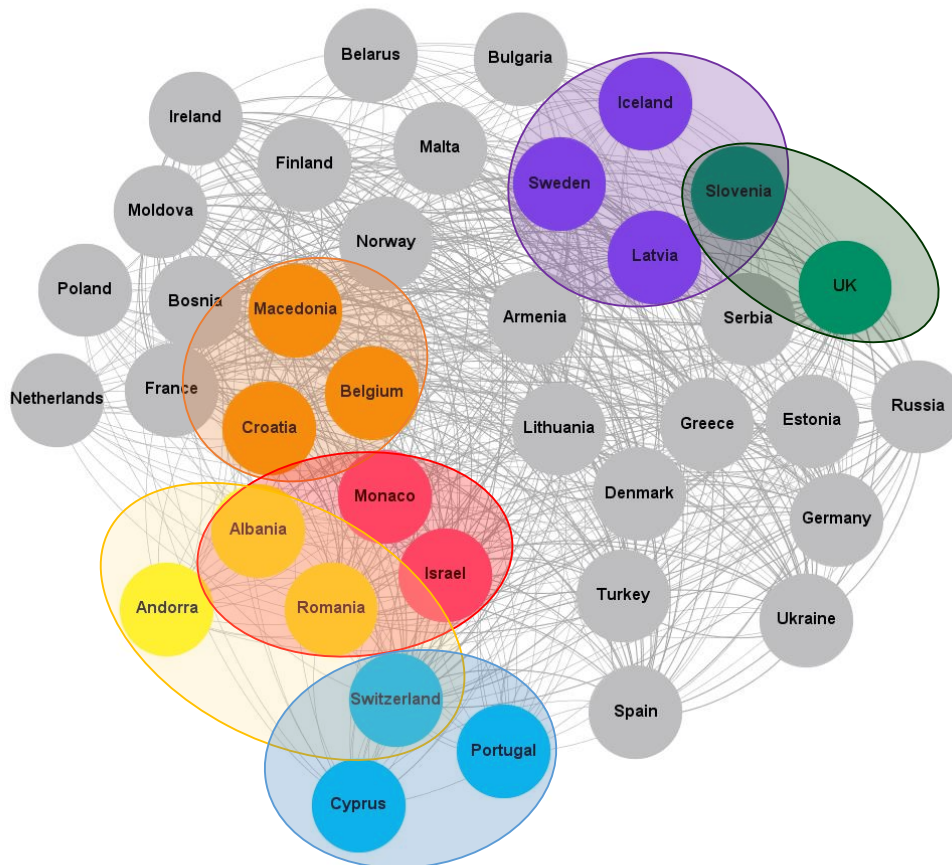 Belarus
Bulgaria
Iceland
Ireland
Malta
Finland
Sweden
Slovenia
Moldova
Norway
Latvia
Poland
Bosnia
Macedonia
UK
Armenia
Serbia
Netherlands
France
Belgium
Croatia
Lithuania
Greece
Estonia
Russia
Monaco
Denmark
Germany
Albania
Israel
Andorra
Romania
Turkey
Ukraine
Switzerland
Spain
Portugal
Cyprus